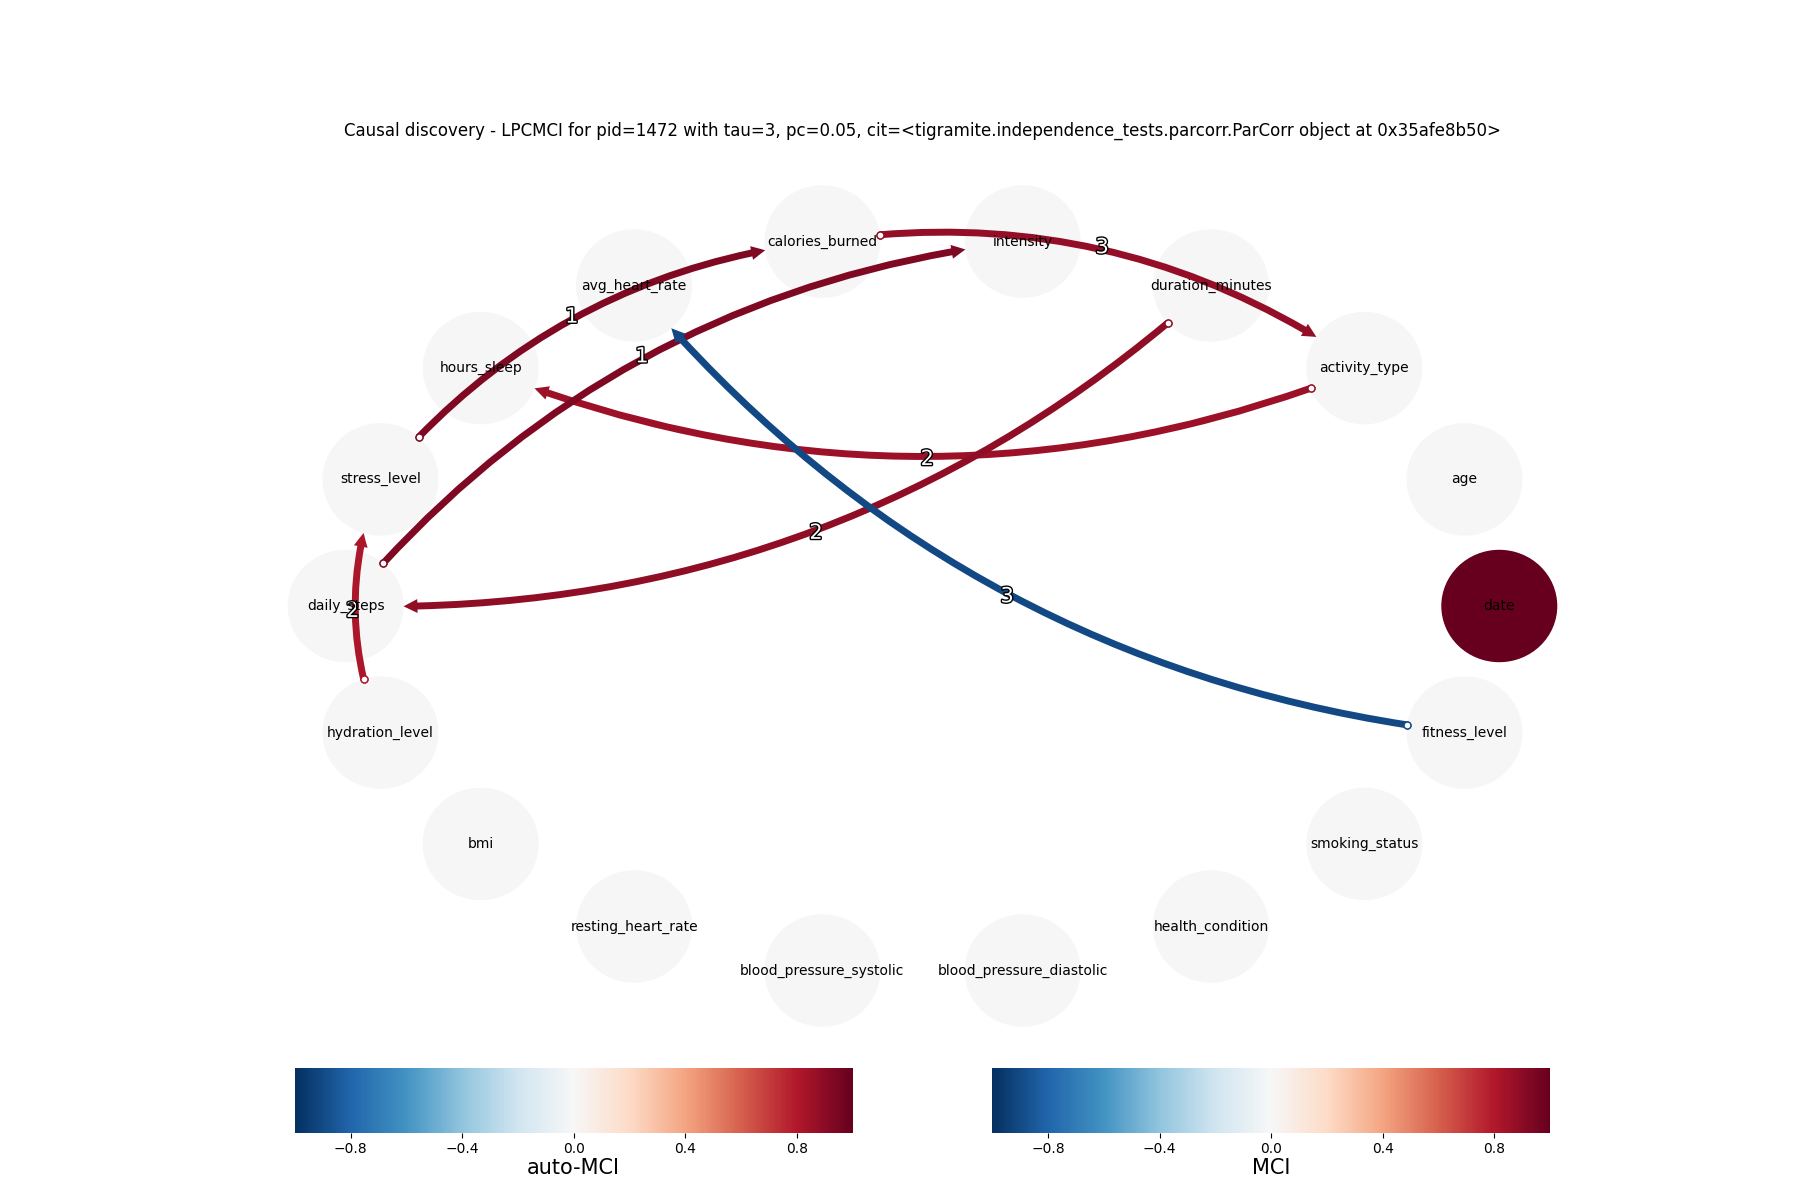 Causal discovery - LPCMCI for pid=1472 with tau=3, pc=0.05, cit=<tigramite.independence_tests.parcorr.ParCorr object at 0x35afe8b50>
calories_burned
intensity
3
avg_heart_rate
duration_minutes
1
1
hours_sleep
activity_type
2
stress_level
age
2
3
daily_steps
2
date
hydration_level
fitness_level
bmi
smoking_status
resting_heart_rate
health_condition
blood_pressure_systolic
blood_pressure_diastolic
−0.8 −0.4 0.0 0.4 0.8
auto-MCI
−0.8 −0.4 0.0 0.4 0.8
MCI